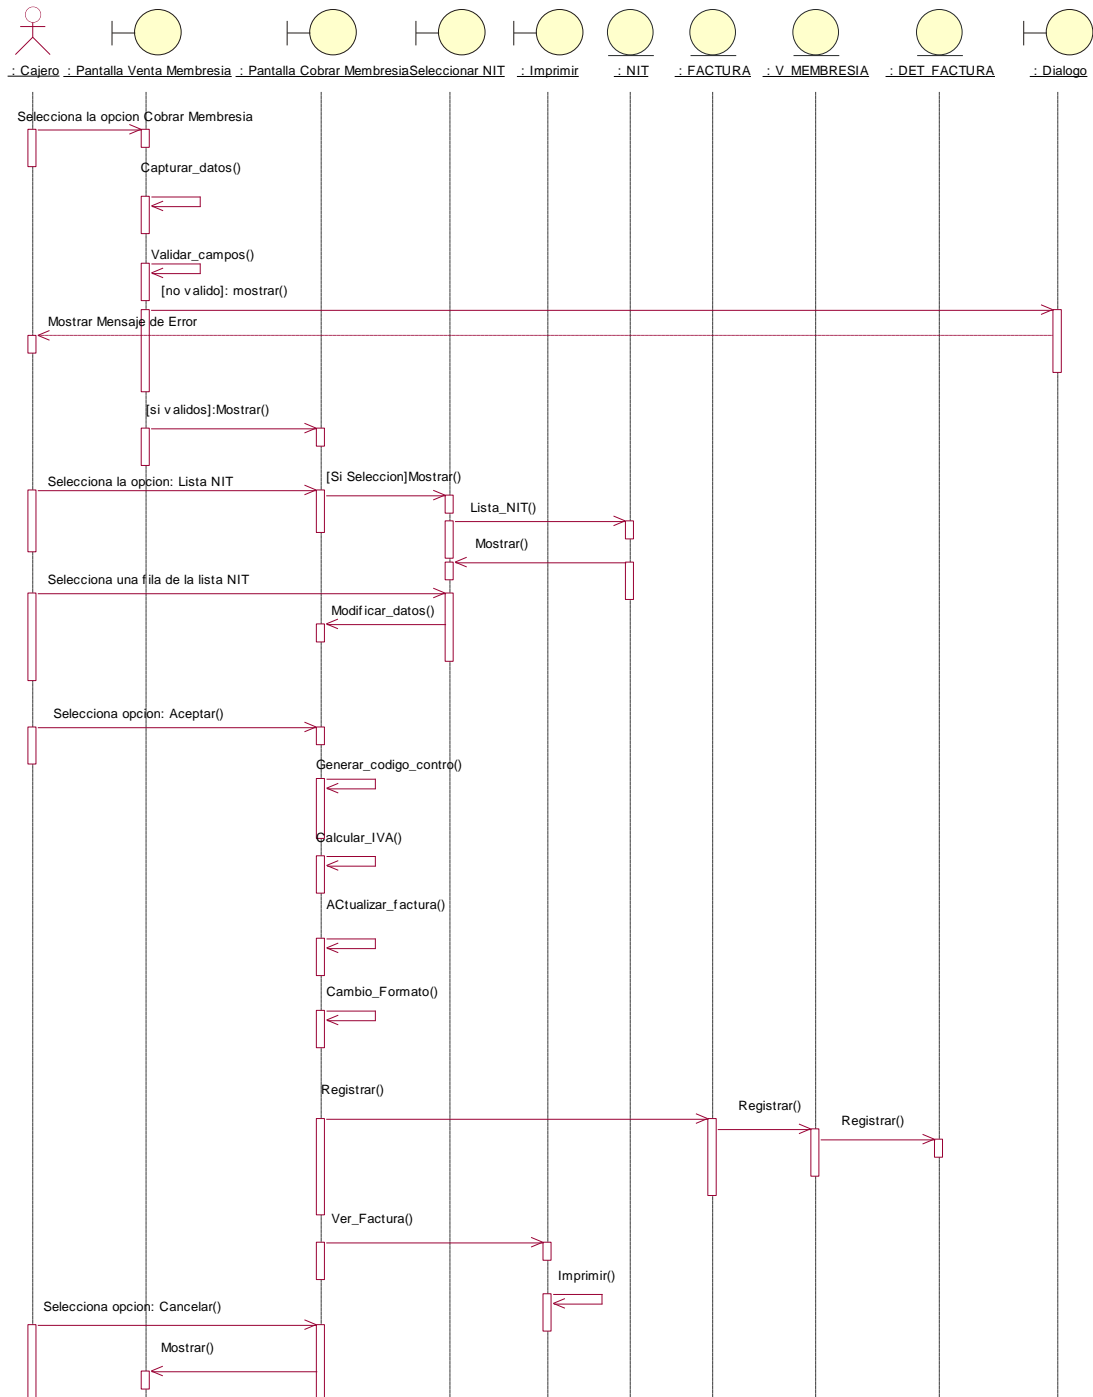 : Cajero
: Pantalla Venta Membresia
: Pantalla Cobrar Membresia
Seleccionar NIT
: Imprimir
: NIT
: FACTURA
: V_MEMBRESIA
: DET_FACTURA
: Dialogo
Selecciona la opcion Cobrar Membresia
Capturar_datos()
Validar_campos()
[no valido]: mostrar()
Mostrar Mensaje de Error
[si validos]:Mostrar()
Selecciona la opcion: Lista NIT
[Si Seleccion]Mostrar()
Lista_NIT()
Mostrar()
Selecciona una fila de la lista NIT
Modificar_datos()
Selecciona opcion: Aceptar()
Generar_codigo_contro()
Calcular_IVA()
ACtualizar_factura()
Cambio_Formato()
Registrar()
Registrar()
Registrar()
Ver_Factura()
Imprimir()
Selecciona opcion: Cancelar()
Mostrar()